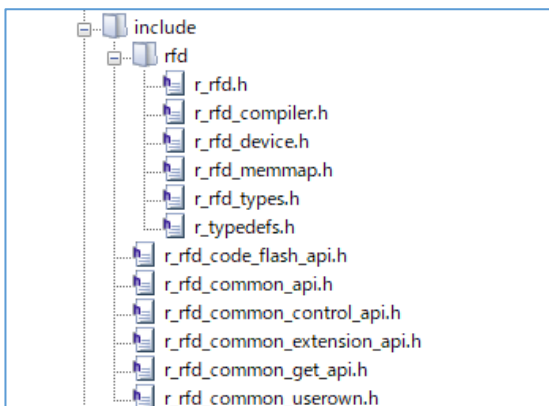 include
rfd
r_rfd.h
r_rfd_compiler.h
r_rfd_device.h
r_rfd_memmap.h
r_rfd_types.h
r_typedefs.h
r_rfd_code_flash_api.h
r_rfd_common_api.h
r_rfd_common_control_api.h
r_rfd_common_extension_api.h
r_rfd_common_get_api.h
r_rfd_common_userown.h